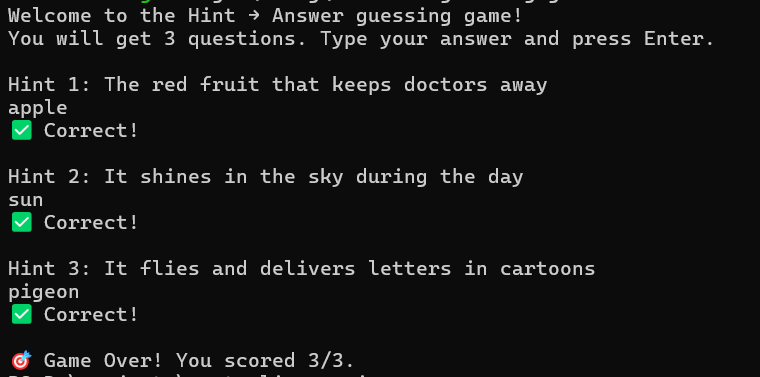 Welcome to the Hint → Answer guessing game!
You will get 3 questions. Type your answer and press Enter.
Hint 1: The red fruit that keeps doctors away
apple
✅ Correct!
Hint 2: It shines in the sky during the day
sun
✅ Correct!
Hint 3: It flies and delivers letters in cartoons
pigeon
✅ Correct!
🎯 Game Over! You scored 3/3.